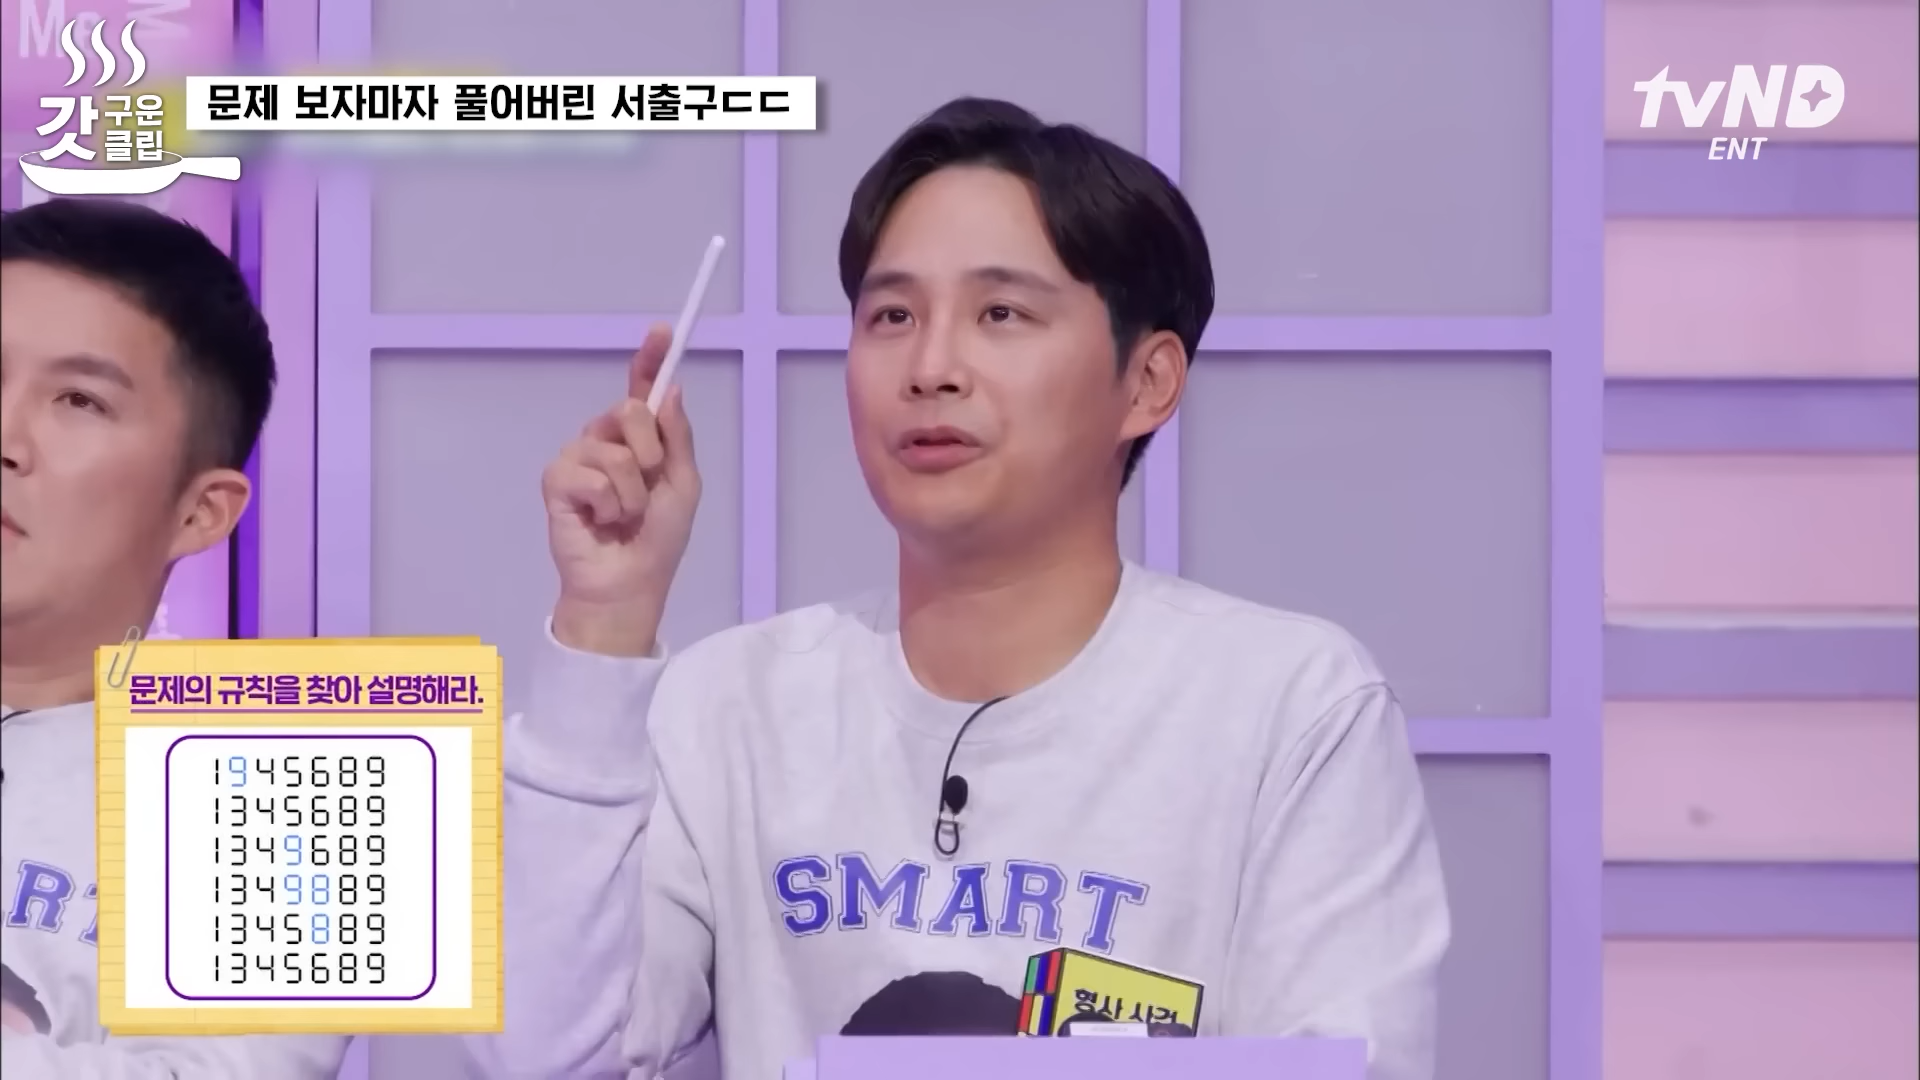 갓
구운
클립
문제 보자마자 풀어버린 서출구ㄷㄷ
tvND
ENT
문제의 규칙을 찾아 설명해라.
1945689
1345689
1349689
1349889
1345889
1345689
SMART
RT